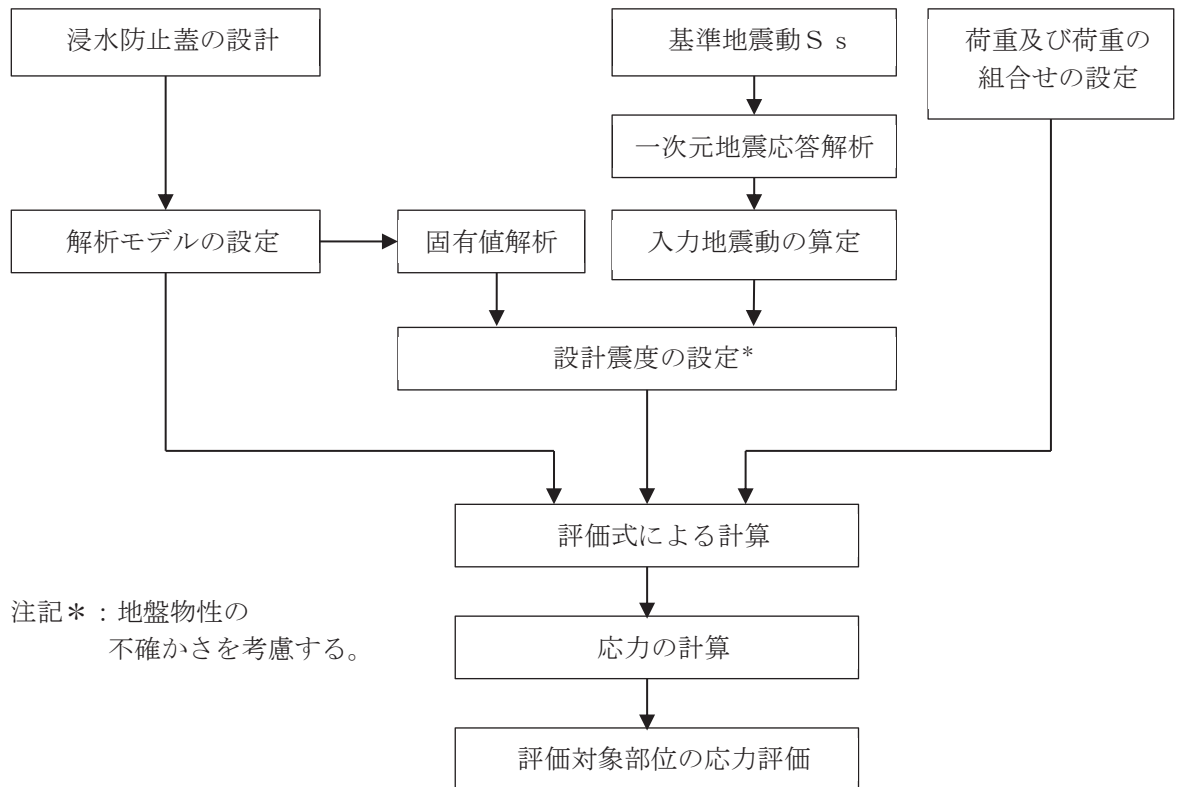 浸水防止蓋の設計
基準地震動Ｓｓ
荷重及び荷重の
組合せの設定
一次元地震応答解析
解析モデルの設定
固有値解析
入力地震動の算定
設計震度の設定*
評価式による計算
注記＊：地盤物性の
不確かさを考慮する。
応力の計算
評価対象部位の応力評価